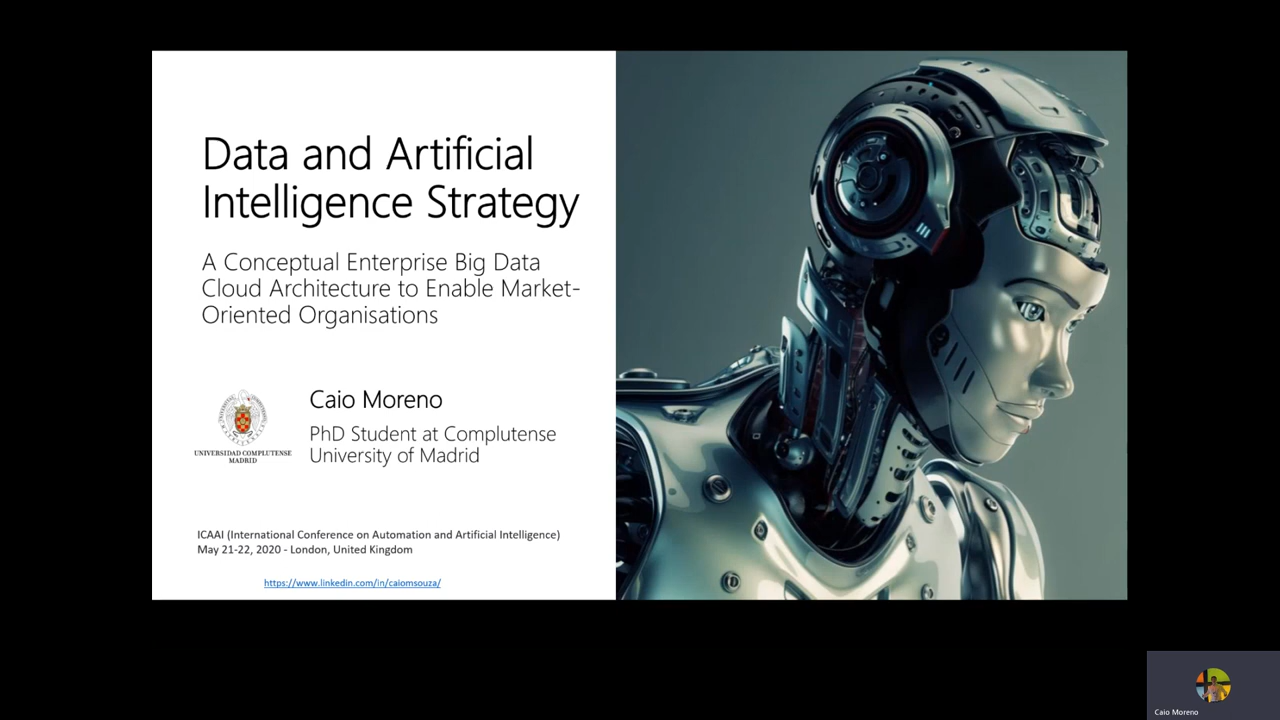 Data and Artificial
Intelligence Strategy
A Conceptual Enterprise Big Data
Cloud Architecture to Enable Market-
Oriented Organisations
Caio Moreno
PhD Student at Complutense
University of Madrid
UNIVERSIDAD COMPLUTENSE
MADRID
ICAAI (International Conference on Automation and Artificial Intelligence)
May 21-22, 2020 - London, United Kingdom
https://www.linkedin.com/in/caiomsouza/
Caio Moreno